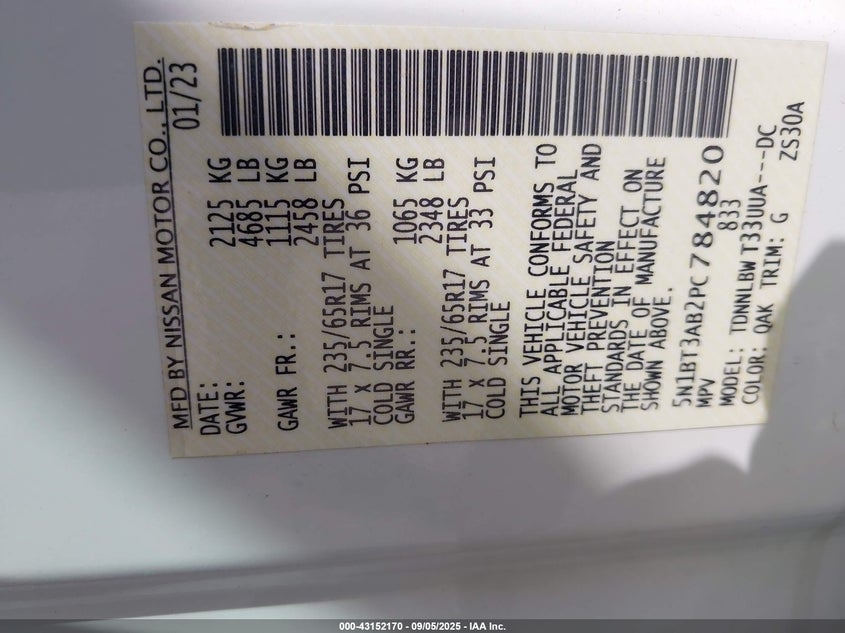 MFD BY NISSAN MOTOR CO., LTD.
DATE: 01/23
GVWR: 2125 KG
4685 LB
GAWR FR.: 1115 KG
2458 LB
WITH 235/65R17 TIRES
17 X 7.5 RIMS AT 36 PSI
COLD SINGLE
GAWR RR.: 1065 KG
2348 LB
WITH 235/65R17 TIRES
17 X 7.5 RIMS AT 33 PSI
COLD SINGLE
THIS VEHICLE CONFORMS TO
ALL APPLICABLE FEDERAL
MOTOR VEHICLE SAFETY AND
THEFT PREVENTION
STANDARDS IN EFFECT ON
THE DATE OF MANUFACTURE
SHOWN ABOVE.
5N1BT3AB2PC784820
MPV 833
MODEL: TDNNLBW T33UUA---DC
COLOR: QAK TRIM: G ZS30A
000-43152170 - 09/05/2025 - IAA Inc.